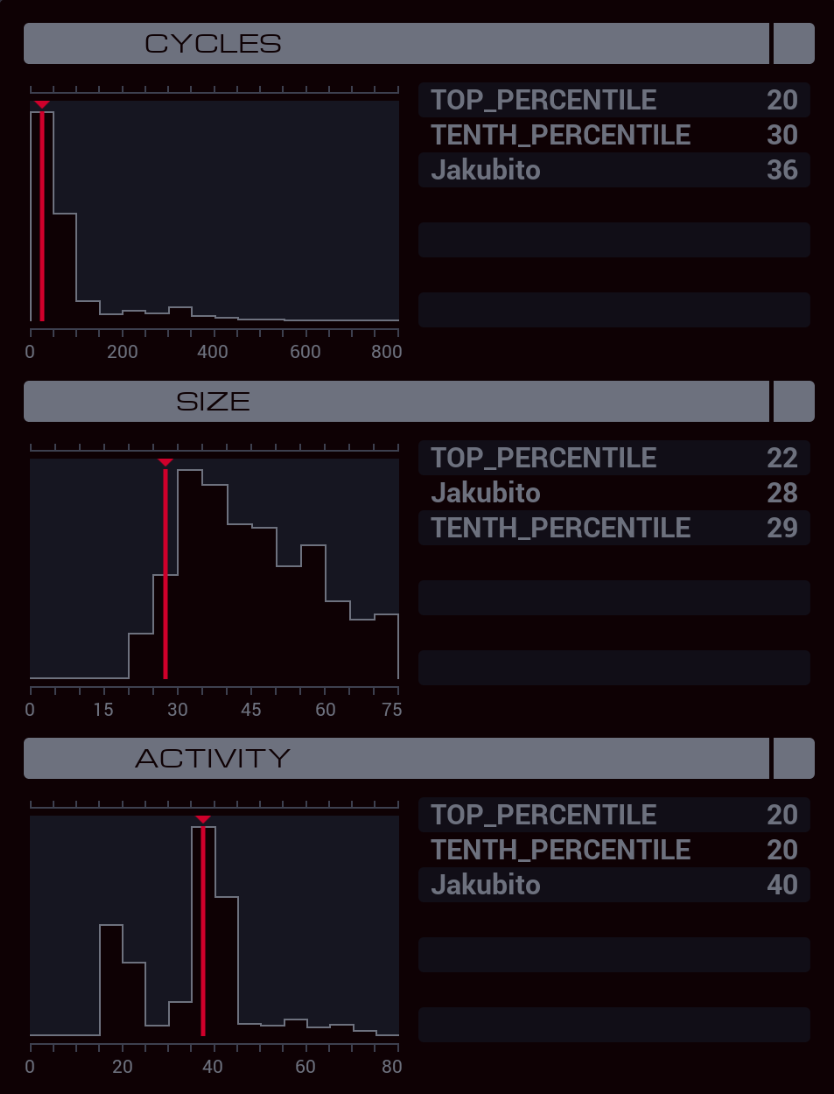 CYCLES
TOP_PERCENTILE 20
TENTH_PERCENTILE 30
Jakubito 36
0 200 400 600 800
SIZE
TOP_PERCENTILE 22
Jakubito 28
TENTH_PERCENTILE 29
0 15 30 45 60 75
ACTIVITY
TOP_PERCENTILE 20
TENTH_PERCENTILE 20
Jakubito 40
0 20 40 60 80